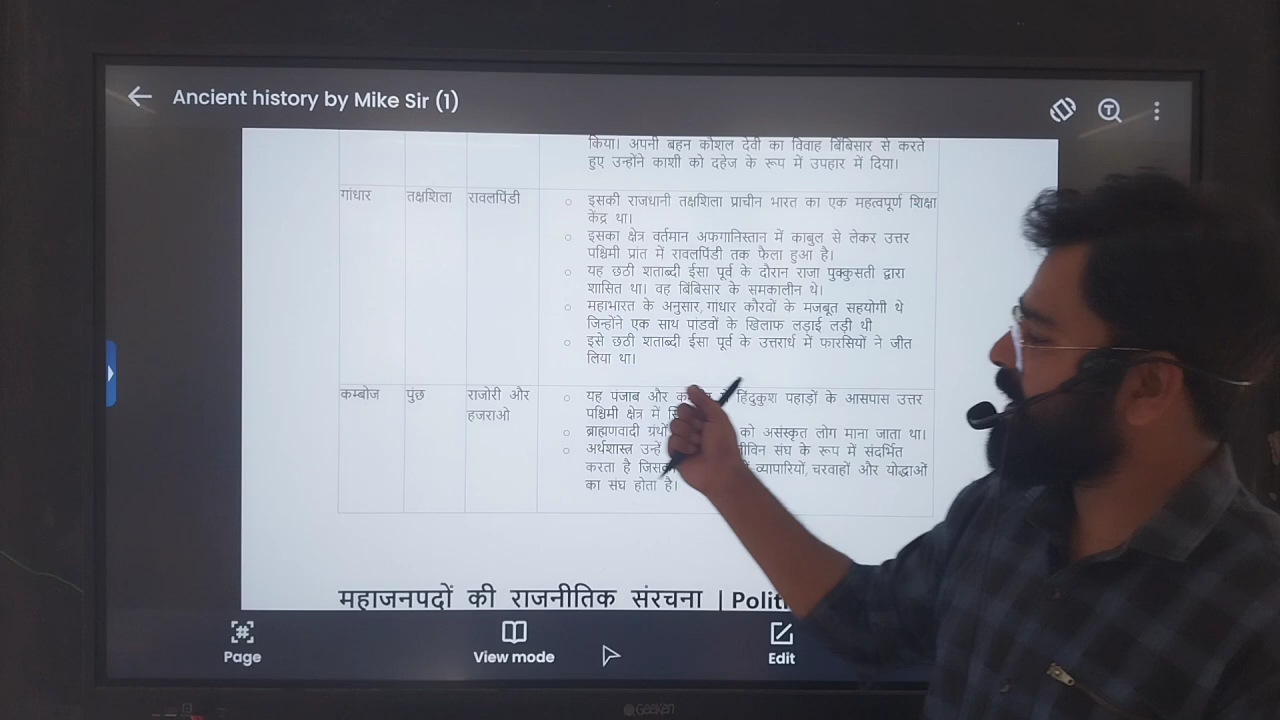 Ancient history by Mike Sir (1)
किया। अपनी बहन कौशल देवी का विवाह बिंबिसार से करते
हुए उन्होंने काशी को दहेज के रूप में उपहार में दिया।
गांधार
तक्षशिला
रावलपिंडी
इसकी राजधानी तक्षशिला प्राचीन भारत का एक महत्वपूर्ण शिक्षा
केंद्र था।
इसका क्षेत्र वर्तमान अफगानिस्तान में काबुल से लेकर उत्तर
पश्चिमी प्रांत में रावलपिंडी तक फैला हुआ है।
यह छठी शताब्दी ईसा पूर्व के दौरान राजा पुक्कुसती द्वारा
शासित था। वह बिंबिसार के समकालीन थे।
महाभारत के अनुसार, गांधार कौरवों के मजबूत सहयोगी थे
जिन्होंने एक साथ पांडवों के खिलाफ लड़ाई लड़ी थी
इसे छठी शताब्दी ईसा पूर्व के उत्तरार्ध में फारसियों ने जीत
लिया था।
कम्बोज
पुंछ
राजोरी और
हजराओ
यह पंजाब और हिंदुकुश पहाड़ों के आसपास उत्तर
पश्चिमी क्षेत्र में
ब्राह्मणवादी ग्रंथों को असंस्कृत लोग माना जाता था।
अर्थशास्त्र उन्हें संघ के रूप में संदर्भित
करता है व्यापारियों, चरवाहों और योद्धाओं
का संघ होता है।
महाजनपदों की राजनीतिक संरचना |
Page
View mode
Edit
GeeKen